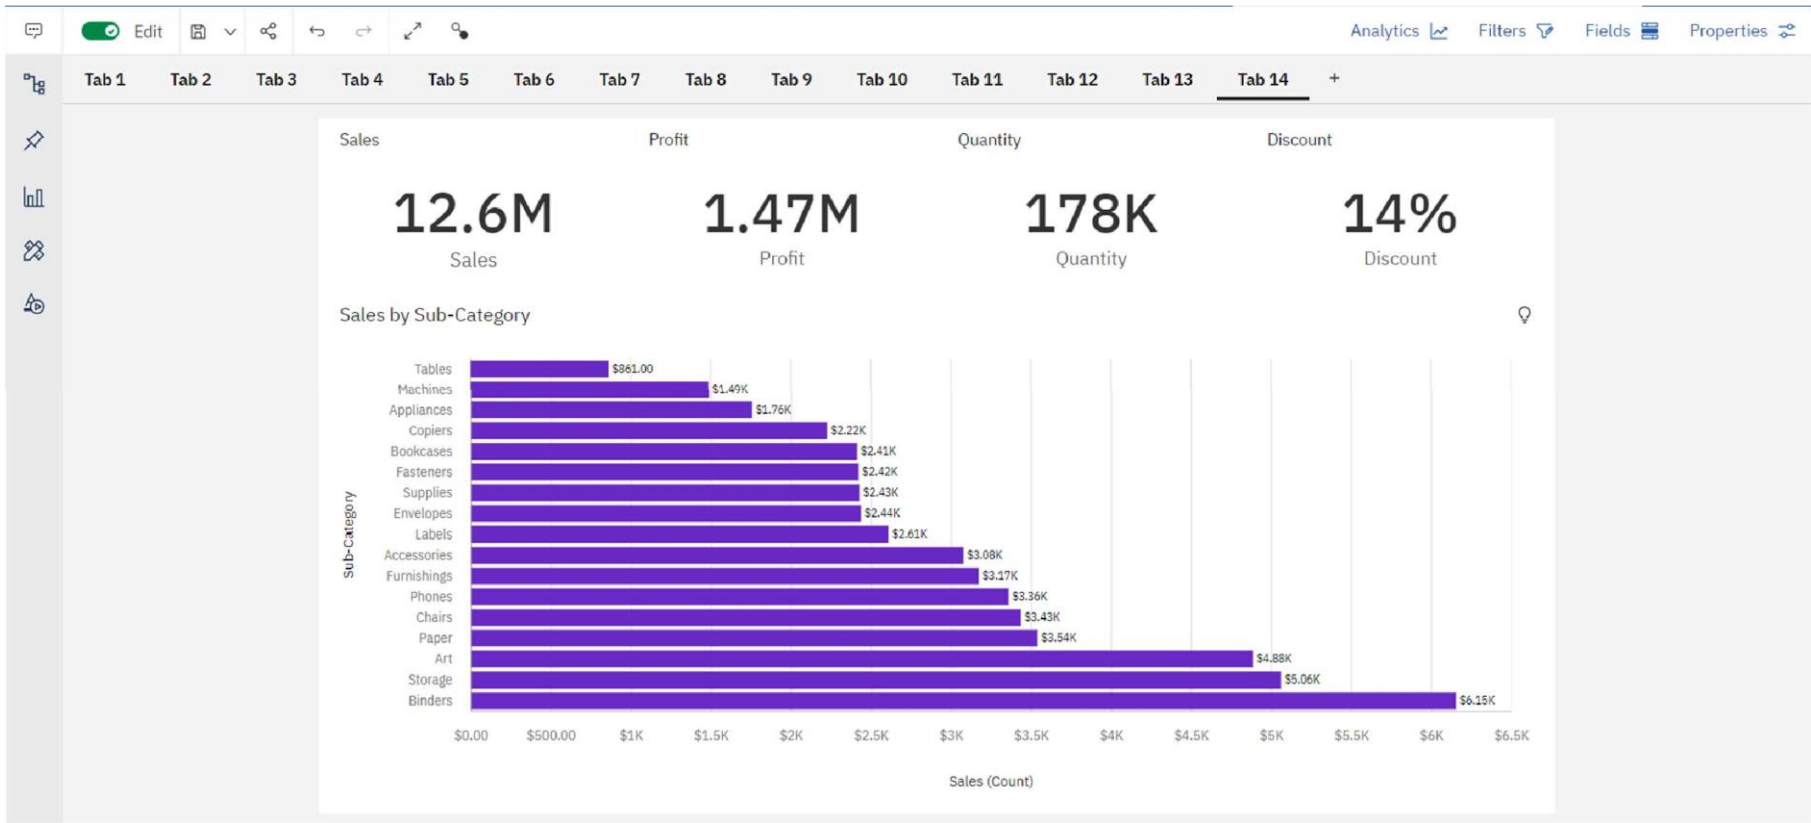 Edit
Analytics Filters Fields Properties
Tab 1 Tab 2 Tab 3 Tab 4 Tab 5 Tab 6 Tab 7 Tab 8 Tab 9 Tab 10 Tab 11 Tab 12 Tab 13 Tab 14 +
Sales Profit Quantity Discount
12.6M 1.47M 178K 14%
Sales Profit Quantity Discount
Sales by Sub-Category
Sub-Category
Tables $861.00
Machines $1.49K
Appliances $1.76K
Copiers $2.22K
Bookcases $2.41K
Fasteners $2.42K
Supplies $2.43K
Envelopes $2.44K
Labels $2.61K
Accessories $3.08K
Furnishings $3.17K
Phones $3.36K
Chairs $3.43K
Paper $3.54K
Art $4.88K
Storage $5.06K
Binders $6.15K
$0.00 $500.00 $1K $1.5K $2K $2.5K $3K $3.5K $4K $4.5K $5K $5.5K $6K $6.5K
Sales (Count)